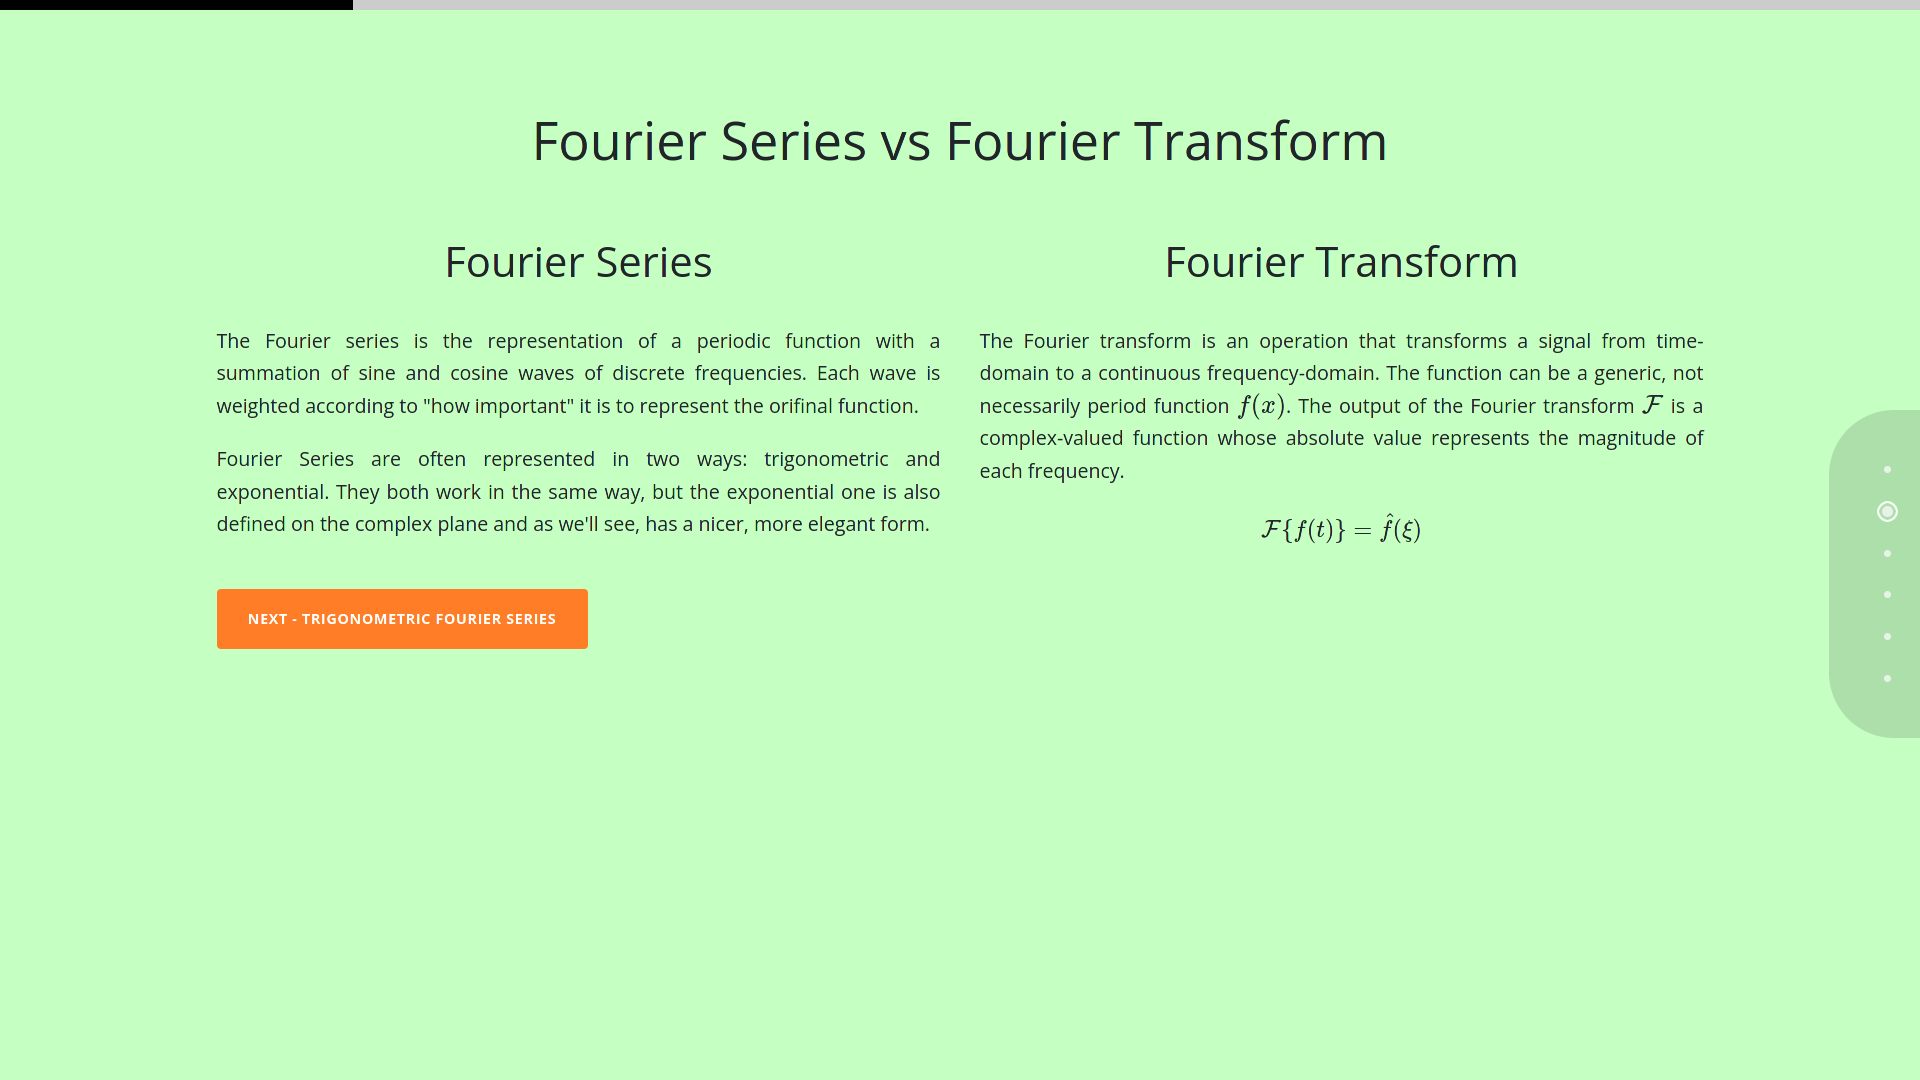 Fourier Series vs Fourier Transform
Fourier Series
The Fourier series is the representation of a periodic function with a
summation of sine and cosine waves of discrete frequencies. Each wave is
weighted according to "how important" it is to represent the orifinal function.
Fourier Series are often represented in two ways: trigonometric and
exponential. They both work in the same way, but the exponential one is also
defined on the complex plane and as we'll see, has a nicer, more elegant form.
NEXT - TRIGONOMETRIC FOURIER SERIES
Fourier Transform
The Fourier transform is an operation that transforms a signal from time-
domain to a continuous frequency-domain. The function can be a generic, not
necessarily period function f(x). The output of the Fourier transform ℱ is a
complex-valued function whose absolute value represents the magnitude of
each frequency.
ℱ{f(t)} = f̂(ξ)